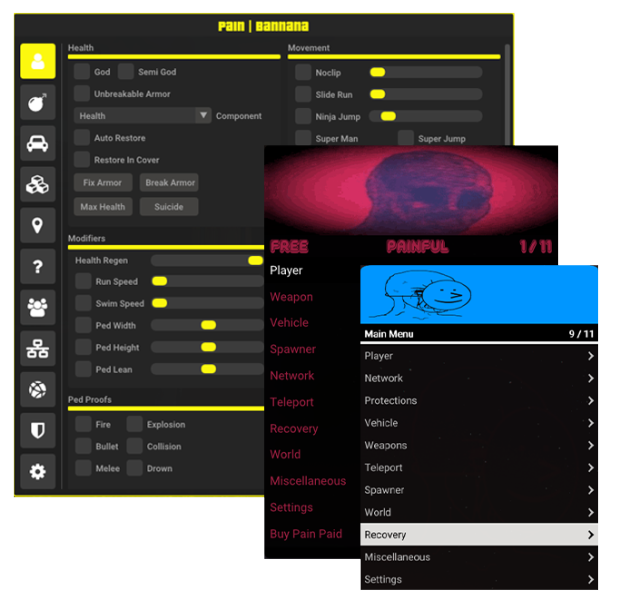 Pain | Bannana
Health
God Semi God
Unbreakable Armor
Health Component
Auto Restore
Restore In Cover
Fix Armor Break Armor
Max Health Suicide
Movement
Noclip
Slide Run
Ninja Jump
Super Man Super Jump
Modifiers
Health Regen
Run Speed
Swim Speed
Ped Width
Ped Height
Ped Lean
Ped Proofs
Fire Explosion
Bullet Collision
Melee Drown
FREE PAINFUL 1/11
Player
Weapon
Vehicle
Spawner
Network
Teleport
Recovery
World
Miscellaneous
Settings
Buy Pain Paid
Main Menu 9 / 11
Player
Network
Protections
Vehicle
Weapons
Teleport
Spawner
World
Recovery
Miscellaneous
Settings